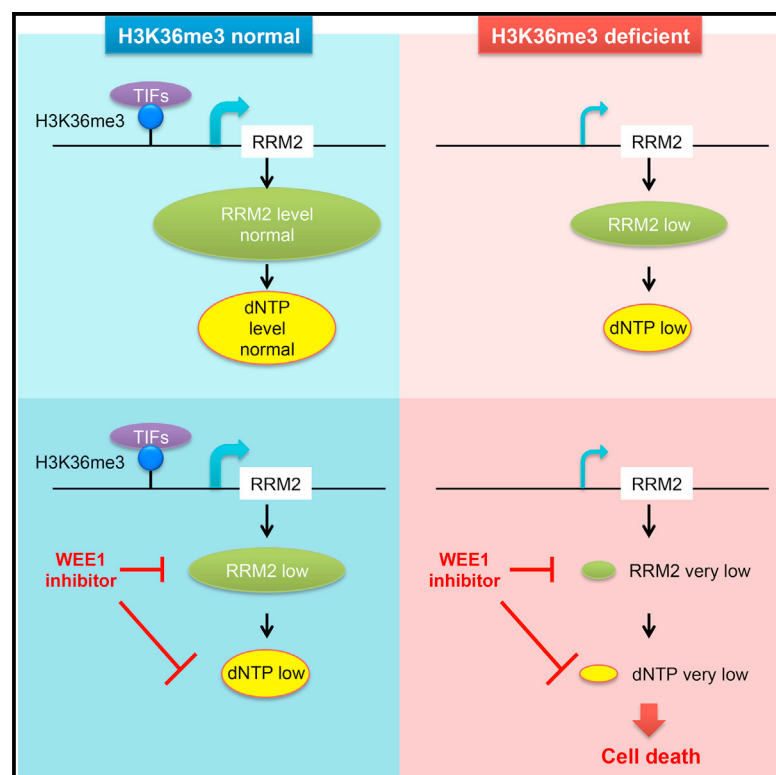 H3K36me3 normal
TIFs
H3K36me3
RRM2
RRM2 level
normal
dNTP
level
normal
H3K36me3 deficient
RRM2
RRM2 low
dNTP low
TIFs
H3K36me3
RRM2
WEE1
inhibitor
RRM2 low
dNTP low
RRM2
WEE1
inhibitor
RRM2 very low
dNTP very low
Cell death